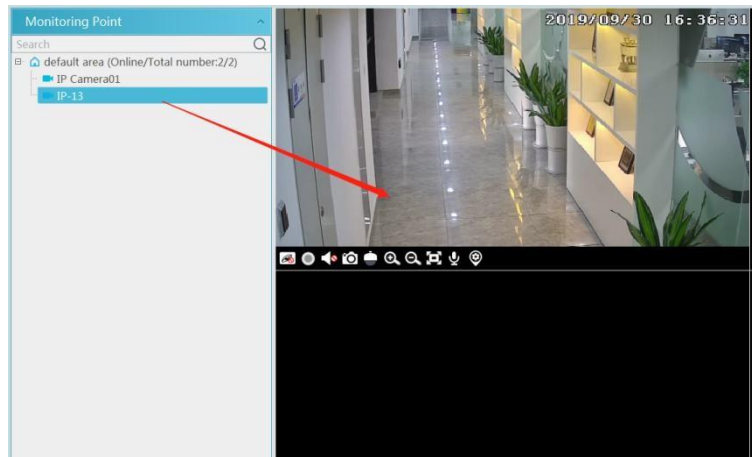 Monitoring Point
Search
default area (Online/Total number:2/2)
IP Camera01
IP-13
2019/09/30 16:36:31